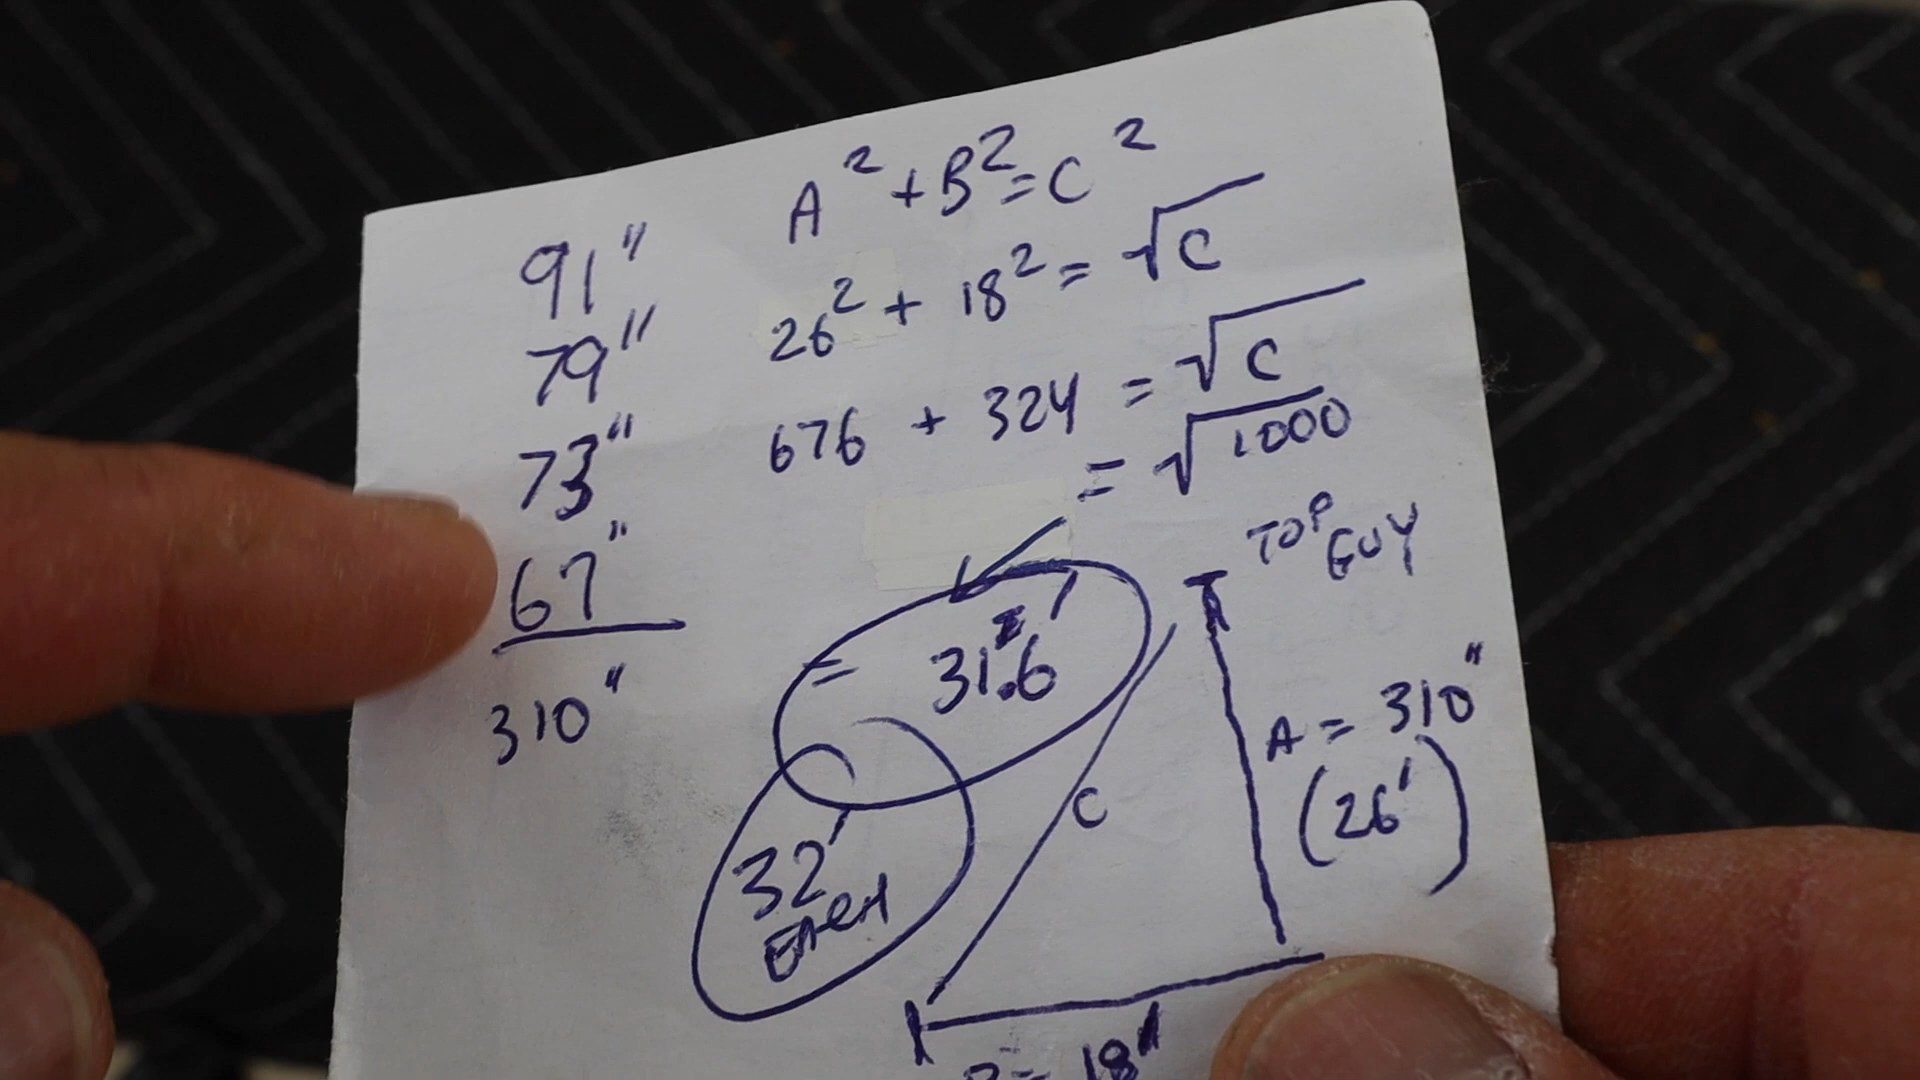 91"
79"
73"
67"
310"
A² + B² = C²
26² + 18² = √C
676 + 324 = √C
= √1000
= 31.6'
32'
EACH
TOP GUY
C
A = 310"
(26')
B = 18"